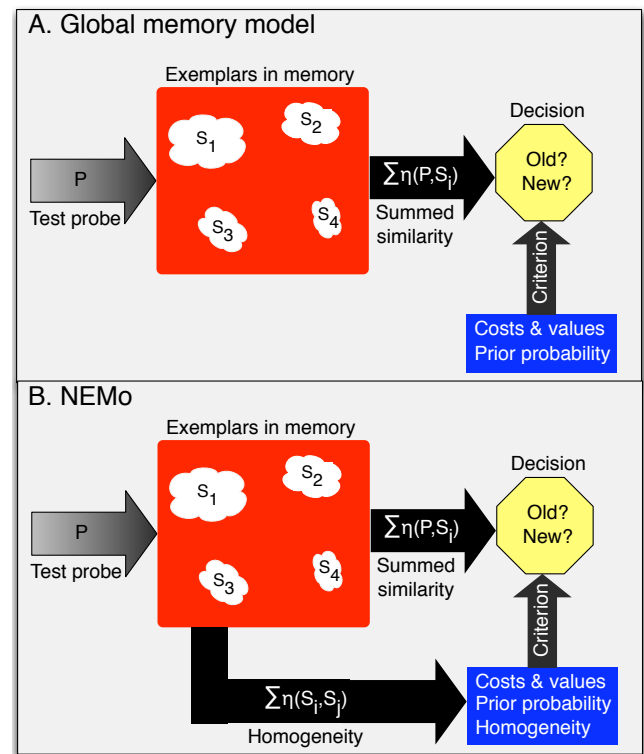 A. Global memory model
Exemplars in memory
S1
S2
S3
S4
P
Test probe
∑η(P,Si)
Summed
similarity
Decision
Old?
New?
Criterion
Costs & values
Prior probability
B. NEMo
Exemplars in memory
S1
S2
S3
S4
P
Test probe
∑η(P,Si)
Summed
similarity
Decision
Old?
New?
Criterion
∑η(Si,Sj)
Homogeneity
Costs & values
Prior probability
Homogeneity